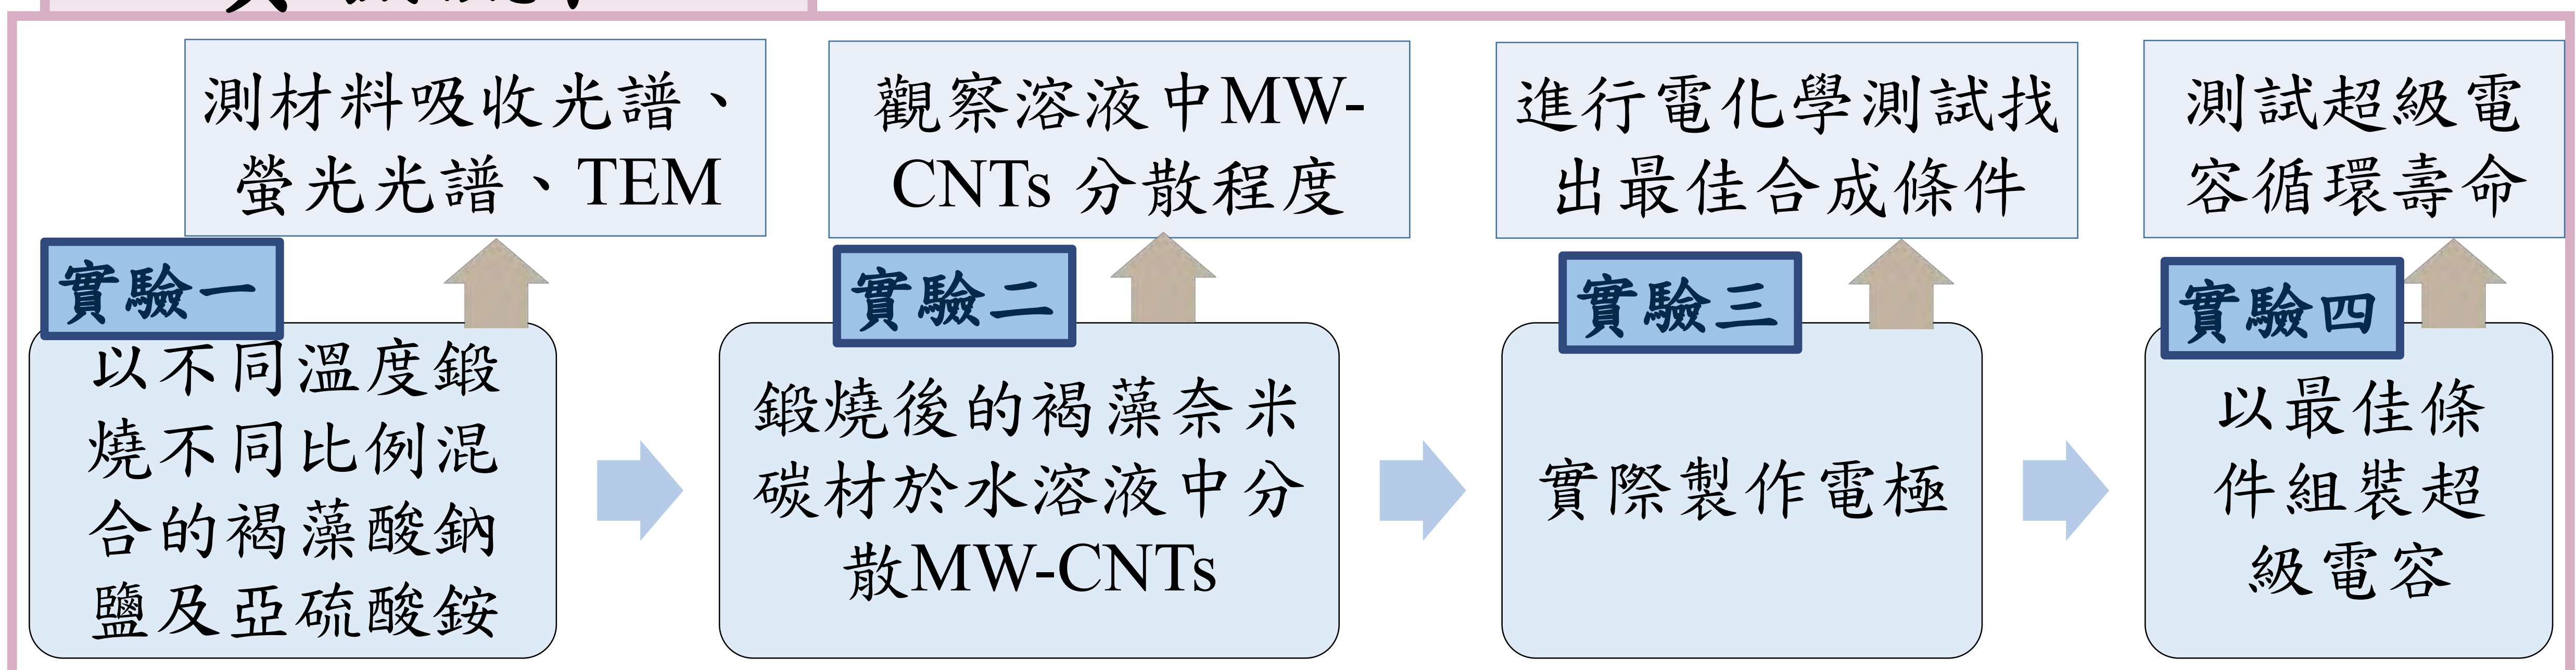 測材料吸收光譜、
螢光光譜、TEM
觀察溶液中MW-
CNTs 分散程度
進行電化學測試找
出最佳合成條件
測試超級電
容循環壽命
實驗一
以不同溫度鍛
燒不同比例混
合的褐藻酸鈉
鹽及亞硫酸銨
實驗二
鍛燒後的褐藻奈米
碳材於水溶液中分
散MW-CNTs
實驗三
實際製作電極
實驗四
以最佳條
件組裝超
級電容